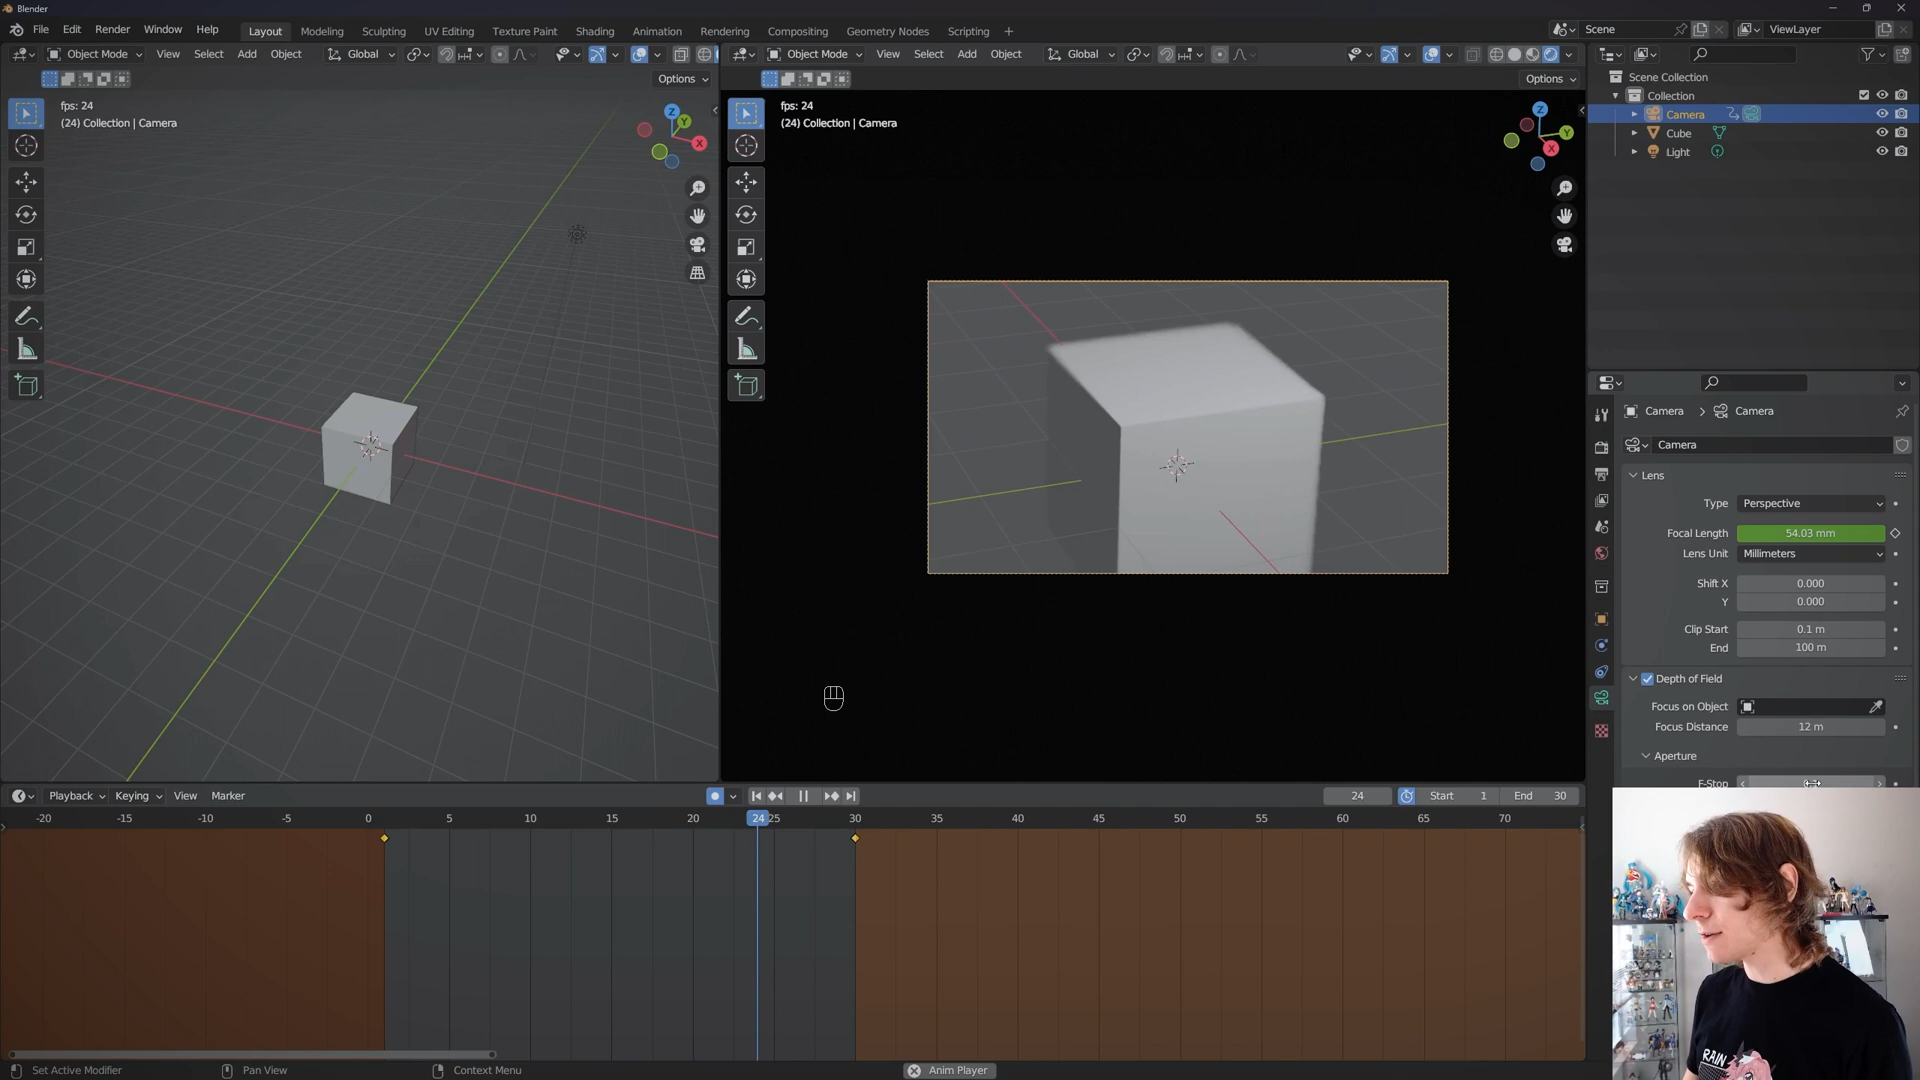 Blender
File Edit Render Window Help Layout Modeling Sculpting UV Editing Texture Paint Shading Animation Rendering Compositing Geometry Nodes Scripting + Scene ViewLayer
Object Mode View Select Add Object Global
Object Mode View Select Add Object Global
Options
Options
fps: 24
(24) Collection | Camera
Z
Y
X
fps: 24
(24) Collection | Camera
Z
Y
X
Scene Collection
Collection
Camera
Cube
Light
Camera > Camera
Camera
Lens
Type Perspective
Focal Length 54.03 mm
Lens Unit Millimeters
Shift X 0.000
Y 0.000
Clip Start 0.1 m
End 100 m
Depth of Field
Focus on Object
Focus Distance 12 m
Aperture
F-Stop
Playback Keying View Marker 24 Start 1 End 30
-20 -15 -10 -5 0 5 10 15 20 24 25 30 35 40 45 50 55 60 65 70
RAIN
Set Active Modifier Pan View Context Menu Anim Player